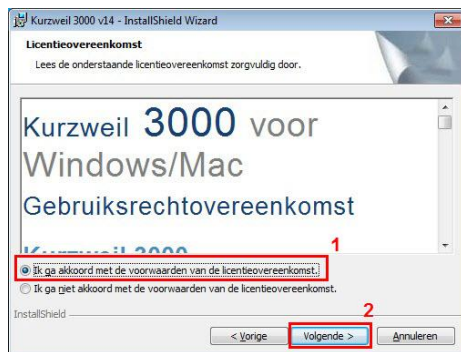 Kurzweil 3000 v14 - InstallShield Wizard
Licentieovereenkomst
Lees de onderstaande licentieovereenkomst zorgvuldig door.
Kurzweil 3000 voor
Windows/Mac
Gebruiksrechtovereenkomst
Kurzweil 3000
1
Ik ga akkoord met de voorwaarden van de licentieovereenkomst.
Ik ga niet akkoord met de voorwaarden van de licentieovereenkomst.
InstallShield
2
< Vorige
Volgende >
Annuleren